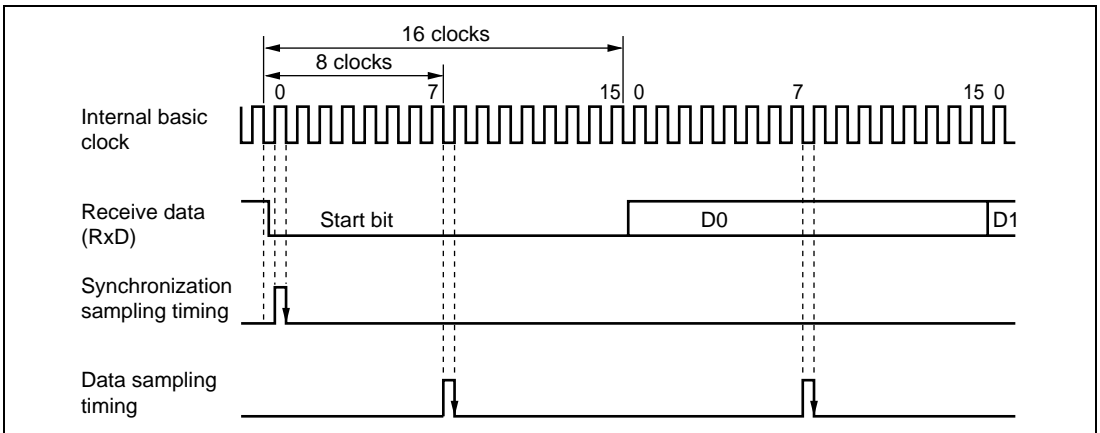 16 clocks
8 clocks
0 7 15 0 7 15 0
Internal basic
clock
Receive data
(RxD)
Start bit D0 D1
Synchronization
sampling timing
Data sampling
timing